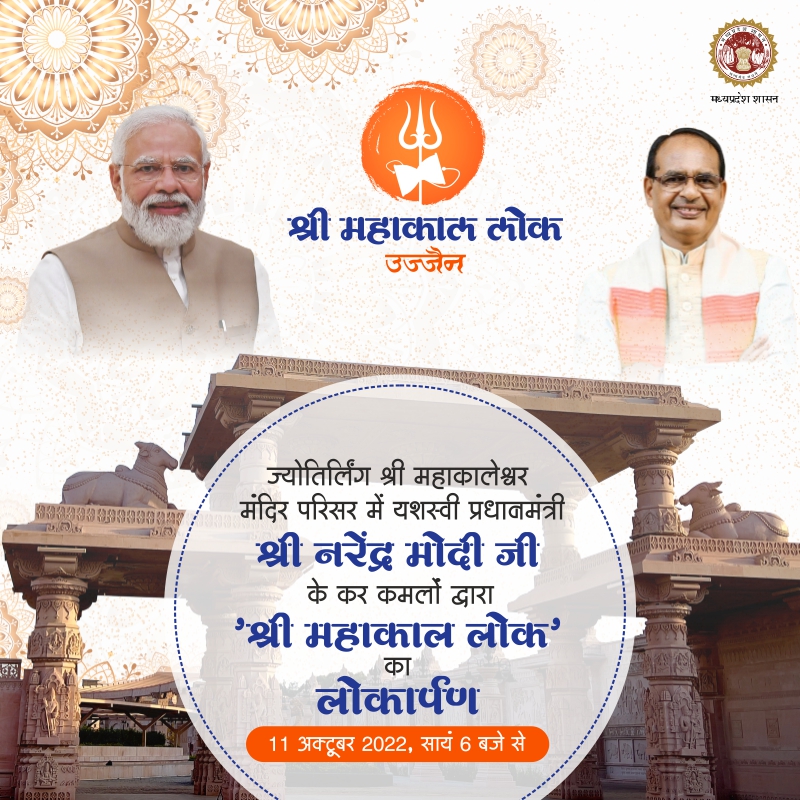 मध्यप्रदेश शासन
श्री महाकाल लोक
उज्जैन
ज्योतिर्लिंग श्री महाकालेश्वर
मंदिर परिसर में यशस्वी प्रधानमंत्री
श्री नरेंद्र मोदी जी
के कर कमलों द्वारा
'श्री महाकाल लोक'
का
लोकार्पण
11 अक्टूबर 2022, सायं 6 बजे से